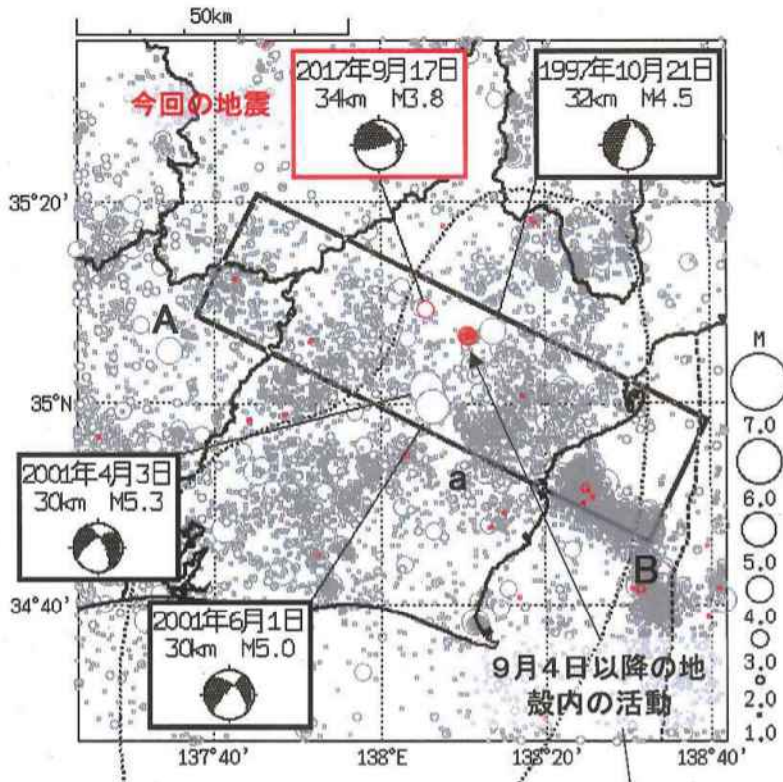 50km
今回の地震
2017年9月17日
34km M3.8
1997年10月21日
32km M4.5
35°20'
A
35°N
a
2001年4月3日
30km M5.3
B
34°40'
2001年6月1日
30km M5.0
9月4日以降の地
殻内の活動
137°40'
138°E
138°20'
138°40'
M
7.0
6.0
5.0
4.0
3.0
2.0
1.0